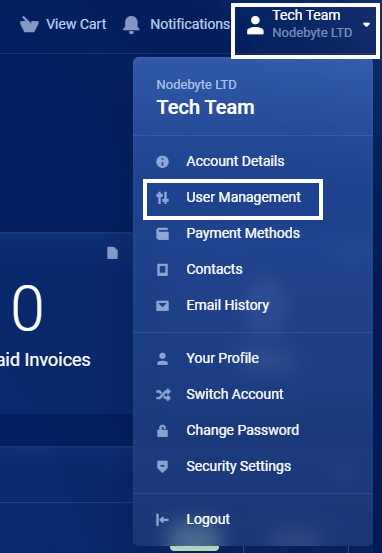 View Cart
Notifications
Tech Team
Nodebyte LTD
Nodebyte LTD
Tech Team
Account Details
User Management
Payment Methods
Contacts
Email History
0
aid Invoices
Your Profile
Switch Account
Change Password
Security Settings
Logout